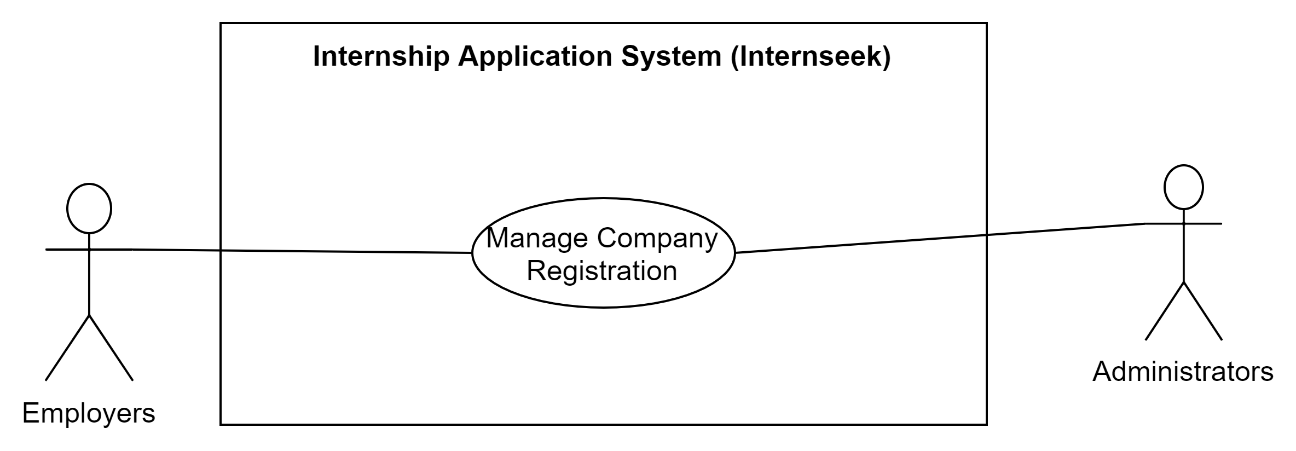 Internship Application System (Internseek)
Manage Company
Registration
Employers
Administrators